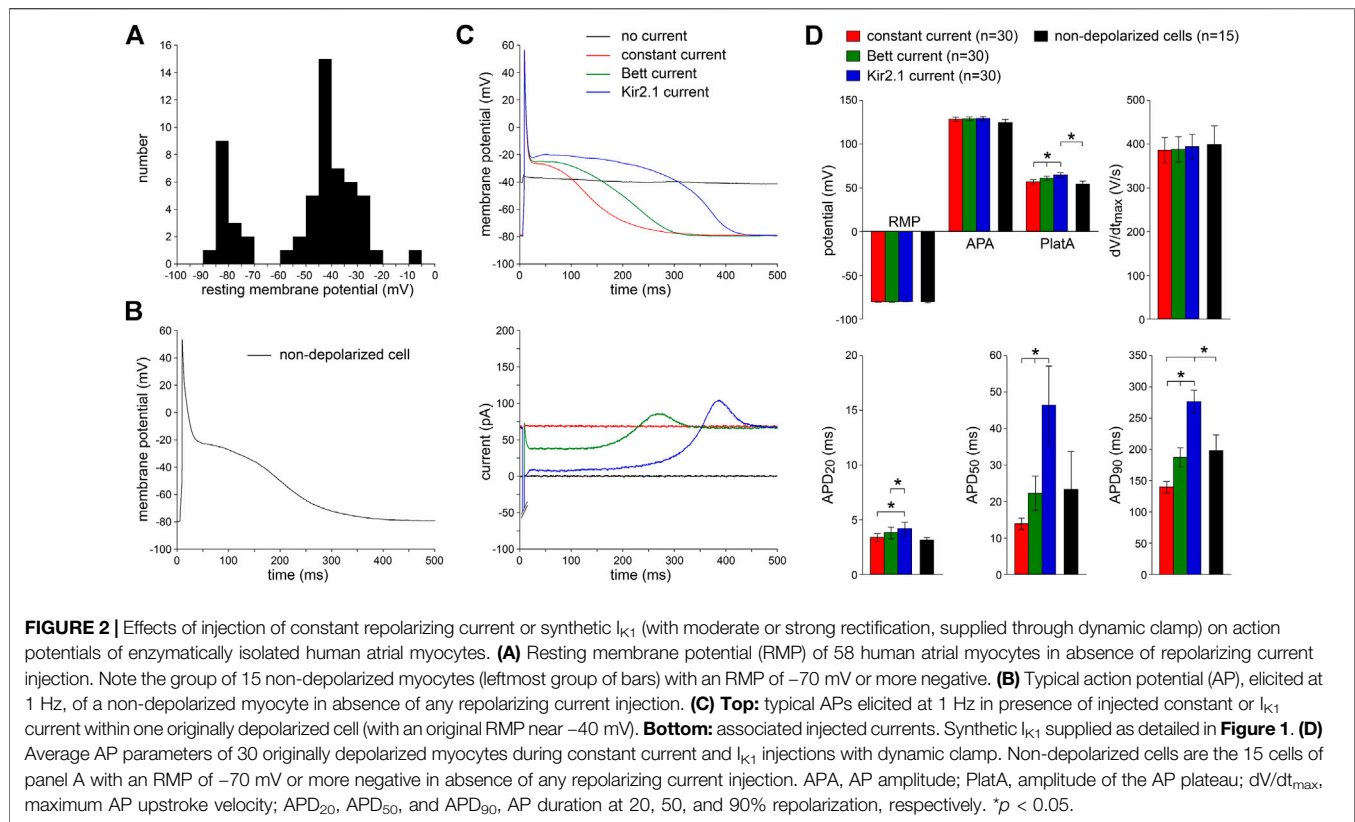 A
16
14
12
10
8
6
4
2
0
number
-100 -90 -80 -70 -60 -50 -40 -30 -20 -10 0
resting membrane potential (mV)
B
60
40
20
0
-20
-40
-60
-80
-100
membrane potential (mV)
non-depolarized cell
0 100 200 300 400 500
time (ms)
C
no current
constant current
Bett current
Kir2.1 current
60
40
20
0
-20
-40
-60
-80
-100
membrane potential (mV)
0 100 200 300 400 500
time (ms)
200
150
100
50
0
-50
-100
current (pA)
0 100 200 300 400 500
time (ms)
D
constant current (n=30) non-depolarized cells (n=15)
Bett current (n=30)
Kir2.1 current (n=30)
150
100
50
0
-50
-100
potential (mV)
RMP
APA
PlatA
*
*
500
400
300
200
100
0
dV/dtmax (V/s)
20
15
10
5
0
APD20 (ms)
*
*
60
50
40
30
20
10
0
APD50 (ms)
*
350
300
250
200
150
100
50
0
APD90 (ms)
*
*
FIGURE 2 | Effects of injection of constant repolarizing current or synthetic IK1 (with moderate or strong rectification, supplied through dynamic clamp) on action
potentials of enzymatically isolated human atrial myocytes. (A) Resting membrane potential (RMP) of 58 human atrial myocytes in absence of repolarizing current
injection. Note the group of 15 non-depolarized myocytes (leftmost group of bars) with an RMP of −70 mV or more negative. (B) Typical action potential (AP), elicited at
1 Hz, of a non-depolarized myocyte in absence of any repolarizing current injection. (C) Top: typical APs elicited at 1 Hz in presence of injected constant or IK1
current within one originally depolarized cell (with an original RMP near −40 mV). Bottom: associated injected currents. Synthetic IK1 supplied as detailed in Figure 1. (D)
Average AP parameters of 30 originally depolarized myocytes during constant current and IK1 injections with dynamic clamp. Non-depolarized cells are the 15 cells of
panel A with an RMP of −70 mV or more negative in absence of any repolarizing current injection. APA, AP amplitude; PlatA, amplitude of the AP plateau; dV/dtmax,
maximum AP upstroke velocity; APD20, APD50, and APD90, AP duration at 20, 50, and 90% repolarization, respectively. *p < 0.05.